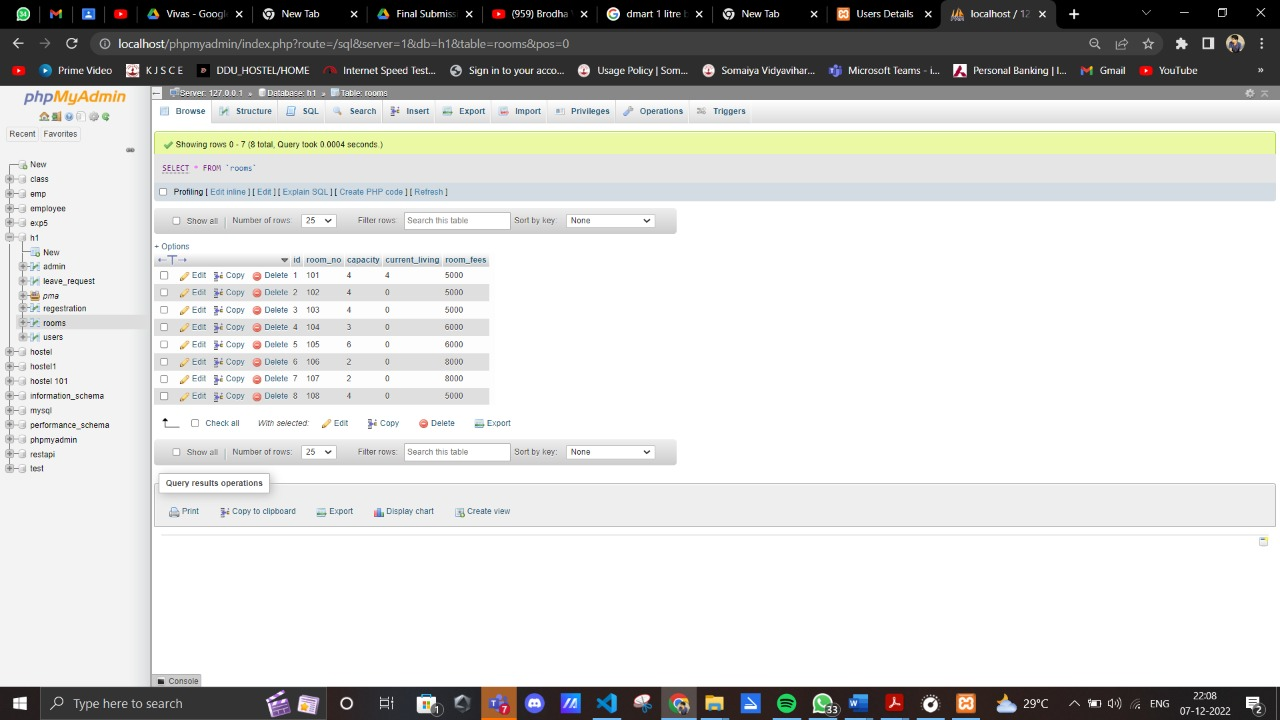 Vivas - Google
New Tab
Final Submiss
(959) Brodha V
dmart 1 litre b
New Tab
Users Details
localhost / 12
localhost/phpmyadmin/index.php?route=/sql&server=1&db=h1&table=rooms&pos=0
Prime Video
K J S C E
DDU_HOSTEL/HOME
Internet Speed Test...
Sign in to your acco...
Usage Policy | Som...
Somaiya Vidyavihar...
Microsoft Teams - i...
Personal Banking | I...
Gmail
YouTube
»
phpMyAdmin
Recent Favorites
New
class
emp
employee
exp5
h1
New
admin
leave_request
pma
regestration
rooms
users
hostel
hostel1
hostel 101
information_schema
mysql
performance_schema
phpmyadmin
restapi
test
Server: 127.0.0.1 » Database: h1 » Table: rooms
Browse Structure SQL Search Insert Export Import Privileges Operations Triggers
Showing rows 0 - 7 (8 total, Query took 0.0004 seconds.)
SELECT * FROM `rooms`
Profiling [ Edit inline ] [ Edit ] [ Explain SQL ] [ Create PHP code ] [ Refresh ]
Show all Number of rows: 25 Filter rows: Search this table Sort by key: None
+ Options
←T→ id room_no capacity current_living room_fees
Edit Copy Delete 1 101 4 4 5000
Edit Copy Delete 2 102 4 0 5000
Edit Copy Delete 3 103 4 0 5000
Edit Copy Delete 4 104 3 0 6000
Edit Copy Delete 5 105 6 0 6000
Edit Copy Delete 6 106 2 0 8000
Edit Copy Delete 7 107 2 0 8000
Edit Copy Delete 8 108 4 0 5000
Check all With selected: Edit Copy Delete Export
Show all Number of rows: 25 Filter rows: Search this table Sort by key: None
Query results operations
Print Copy to clipboard Export Display chart Create view
Console
Type here to search
1
7
33
29°C
ENG
22:08
07-12-2022
2